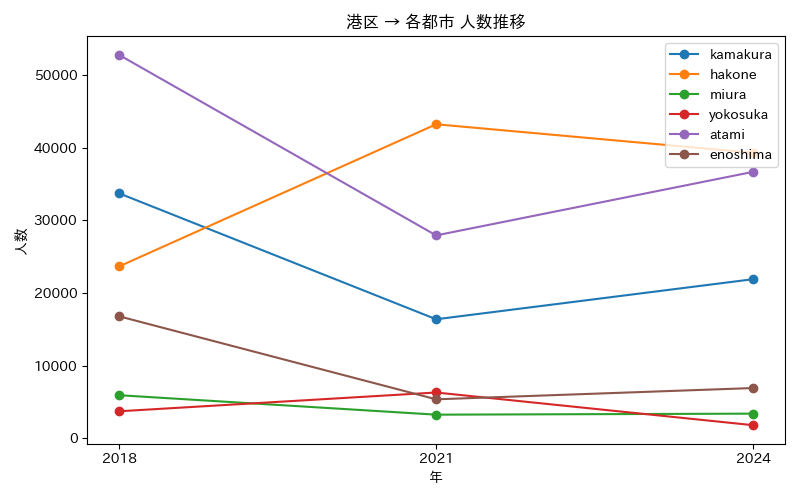 港区 → 各都市 人数推移
kamakura
hakone
miura
yokosuka
atami
enoshima
人数
50000
40000
30000
20000
10000
0
2018
2021
2024
年